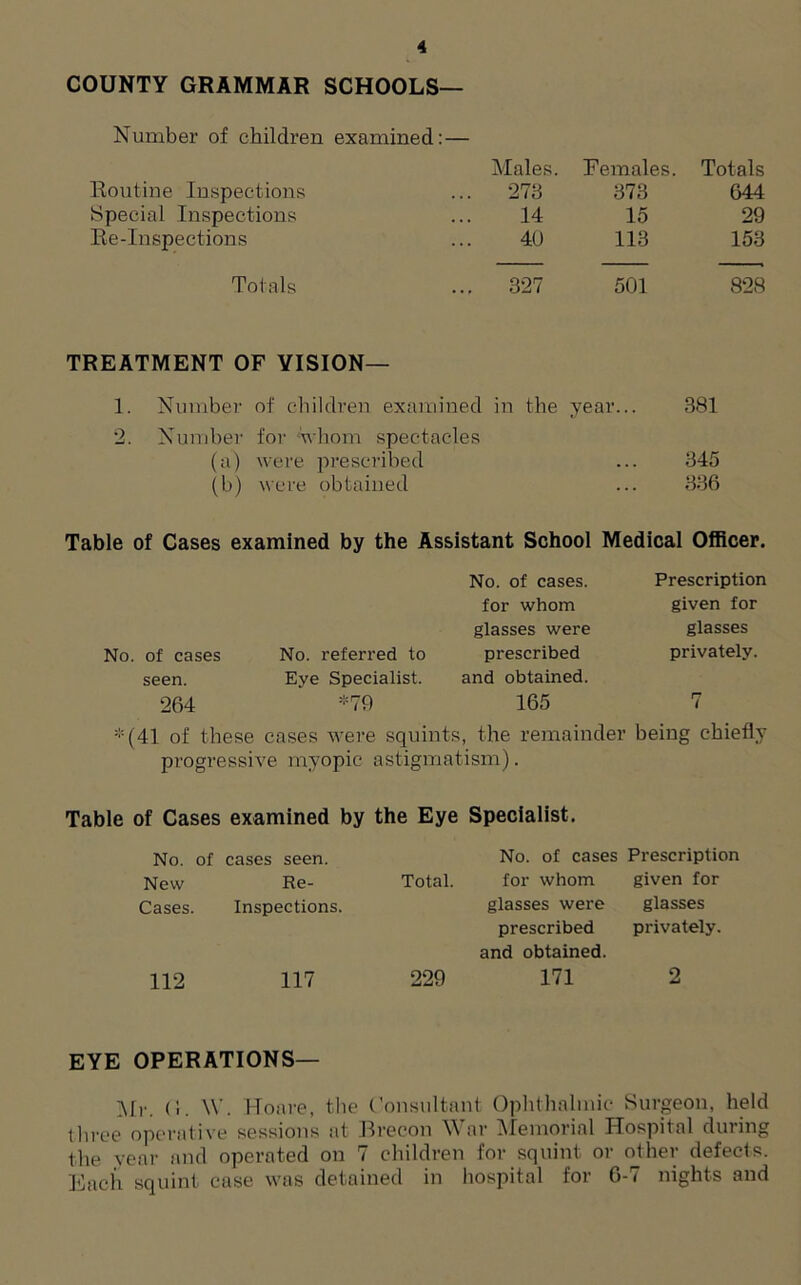 4
COUNTY GRAMMAR SCHOOLS—
Number of children examined:—
Males. Females. Totals
Routine Inspections ... 273 373 644
Special Inspections ... 14 15 29
Re-Inspections ... 40 113 153
Totals ... 327 501 828
TREATMENT OF VISION—
1. Number of children examined in the year... 381
2. Number for whom spectacles
(a) were prescribed ... 345
(b) were obtained ... 336
Table of Cases examined by the Assistant School Medical Officer.
No. of cases. Prescription
for whom given for
glasses were glasses
No. of cases No. referred to prescribed privately.
seen. Eye Specialist. and obtained.
264 *79 165 7
*(41 of these cases were squints, the remainder being chiefly
progressive myopic astigmatism).
Table of Cases examined by the Eye Specialist.
No. of cases seen. No. of cases Prescription
New Re- Total. for whom given for
Cases. Inspections. glasses were glasses
prescribed privately.
and obtained.
112 117 229 171 2
EYE OPERATIONS—
Mr. G. W. Hoare, the Consultant Ophthalmic Surgeon, held
three operative sessions at Brecon War Memorial Hospital during
the year and operated on 7 children for squint or other defects.
Each squint case was detained in hospital for 6-7 nights and